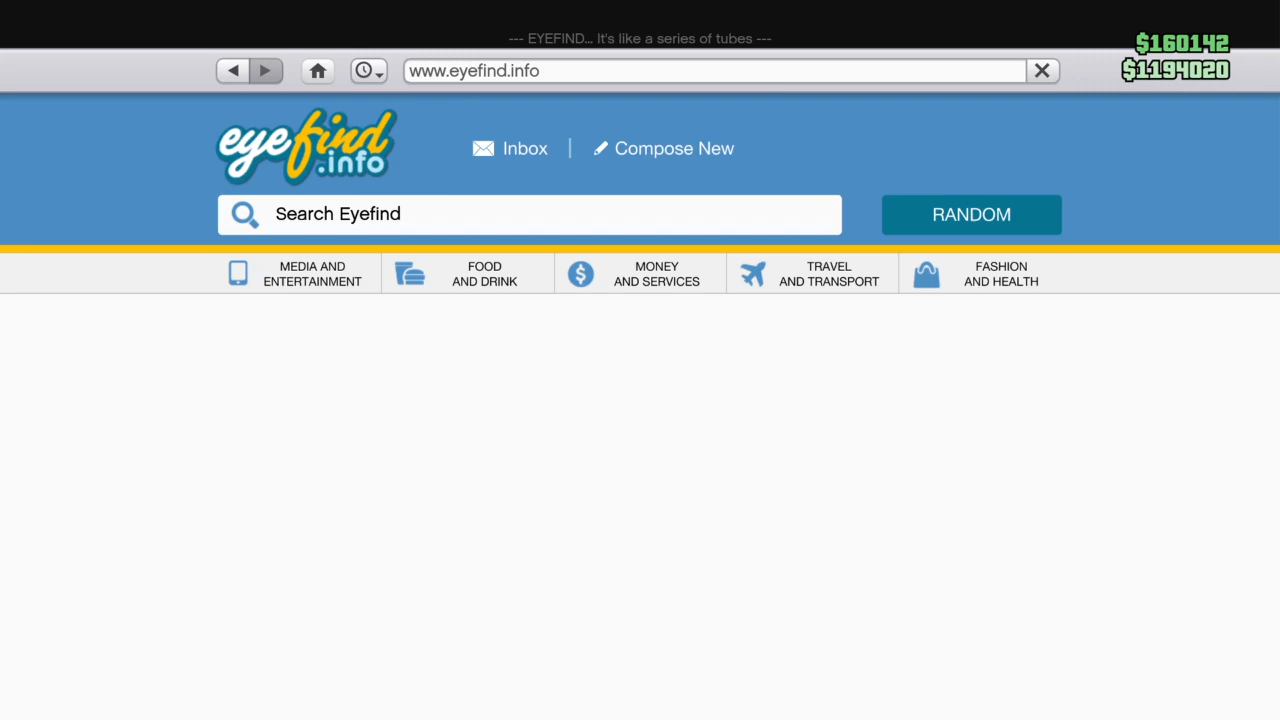 --- EYEFIND... It's like a series of tubes ---
$160142
www.eyefind.info
$1194020
eyefind
.info
Inbox
Compose New
Search Eyefind
RANDOM
MEDIA AND
ENTERTAINMENT
FOOD
AND DRINK
MONEY
AND SERVICES
TRAVEL
AND TRANSPORT
FASHION
AND HEALTH